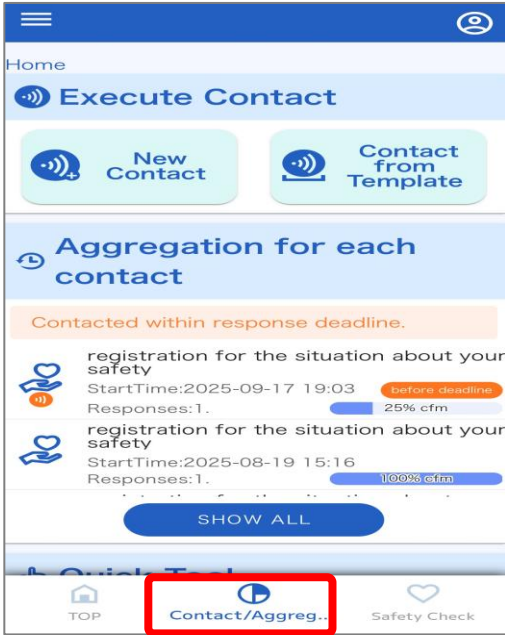 Home
Execute Contact
New
Contact
Contact
from
Template
Aggregation for each
contact
Contacted within response deadline.
registration for the situation about your
safety
StartTime:2025-09-17 19:03
before deadline
Responses:1.
25% cfm
registration for the situation about your
safety
StartTime:2025-08-19 15:16
Responses:1.
100% cfm
SHOW ALL
Quick Tool
TOP
Contact/Aggreg..
Safety Check